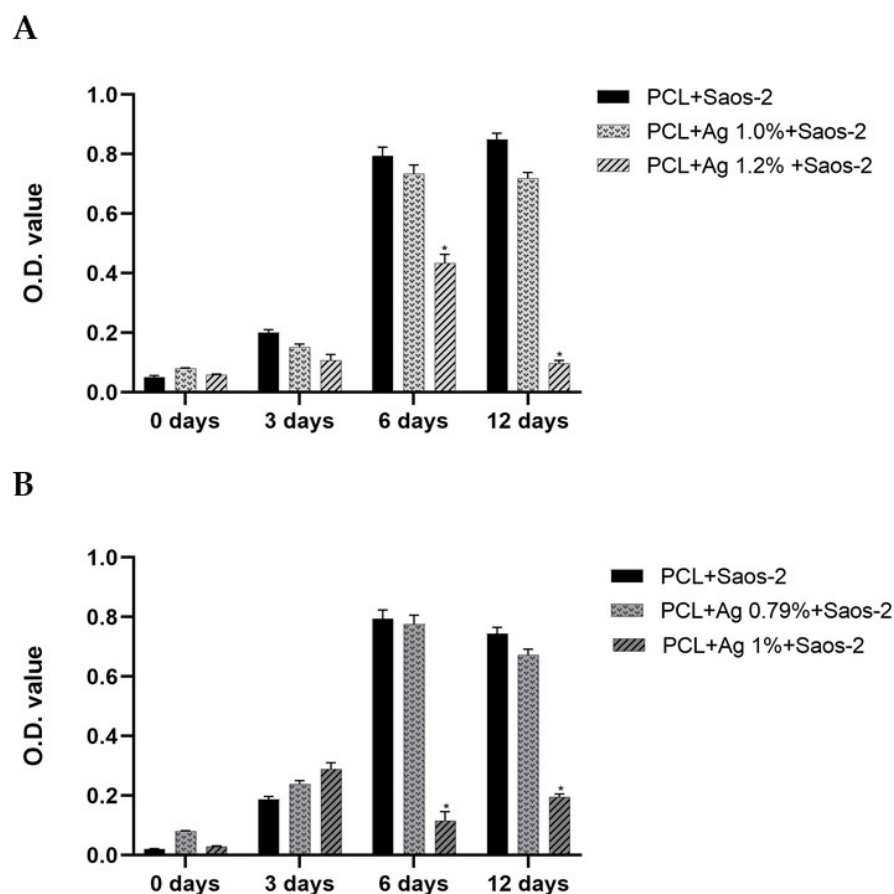 A
1.0
0.8
0.6
0.4
0.2
0.0
O.D. value
*
*
0 days 3 days 6 days 12 days
PCL+Saos-2
PCL+Ag 1.0%+Saos-2
PCL+Ag 1.2% +Saos-2
B
1.0
0.8
0.6
0.4
0.2
0.0
O.D. value
*
*
0 days 3 days 6 days 12 days
PCL+Saos-2
PCL+Ag 0.79%+Saos-2
PCL+Ag 1%+Saos-2